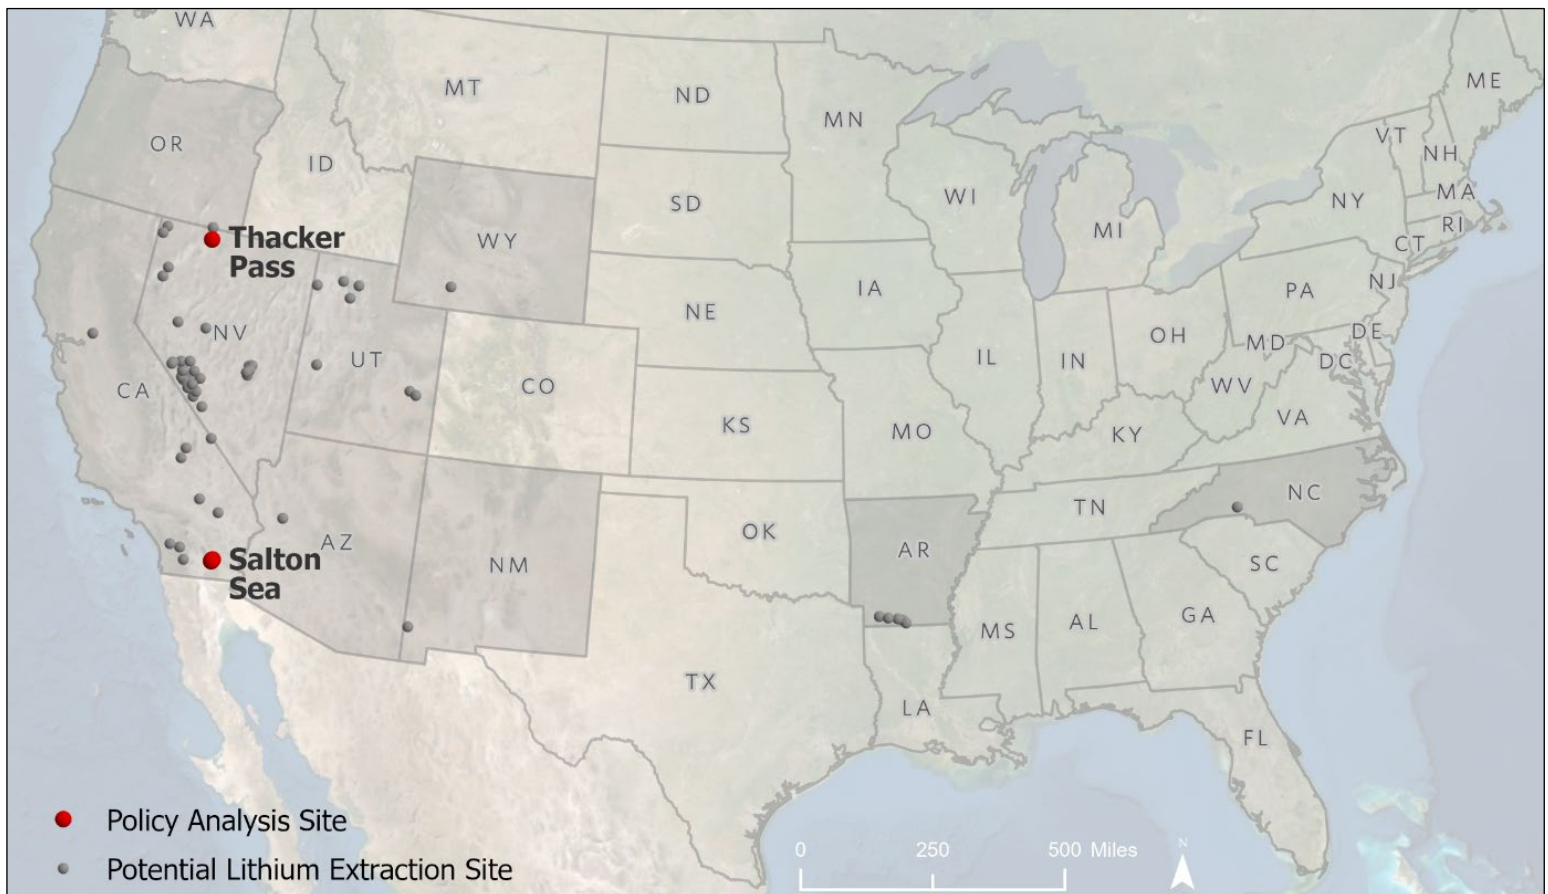 WA
MT
ND
MN
ME
OR
ID
VT
NH
SD
WI
NY
MA
RI
Thacker
Pass
WY
MI
CT
IA
PA
NJ
NE
NV
OH
DE
MD
UT
IL
IN
DC
CA
CO
WV
KS
MO
KY
VA
NC
TN
OK
AZ
AR
Salton
Sea
NM
SC
GA
MS
AL
TX
LA
FL
Policy Analysis Site
Potential Lithium Extraction Site
0 250 500 Miles
N